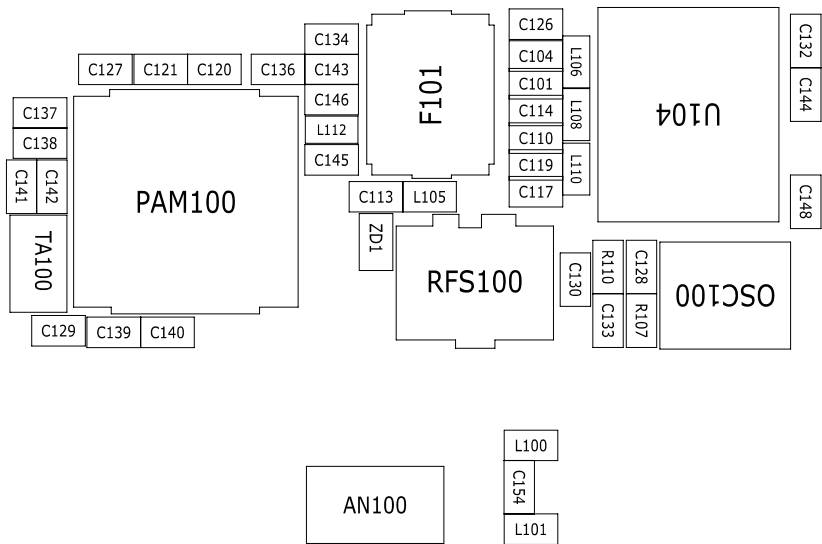 C126
C134
C132
C104
L106
C127
C121
C120
C136
C143
F101
C101
C146
C144
C137
C114
L108
U104
L112
C138
C110
C145
C119
L110
C141
C142
PAM100
C113
L105
C117
C148
ZD1
TA100
RFS100
C130
R110
C128
OSC100
C129
C139
C140
C133
R107
L100
C154
AN100
L101